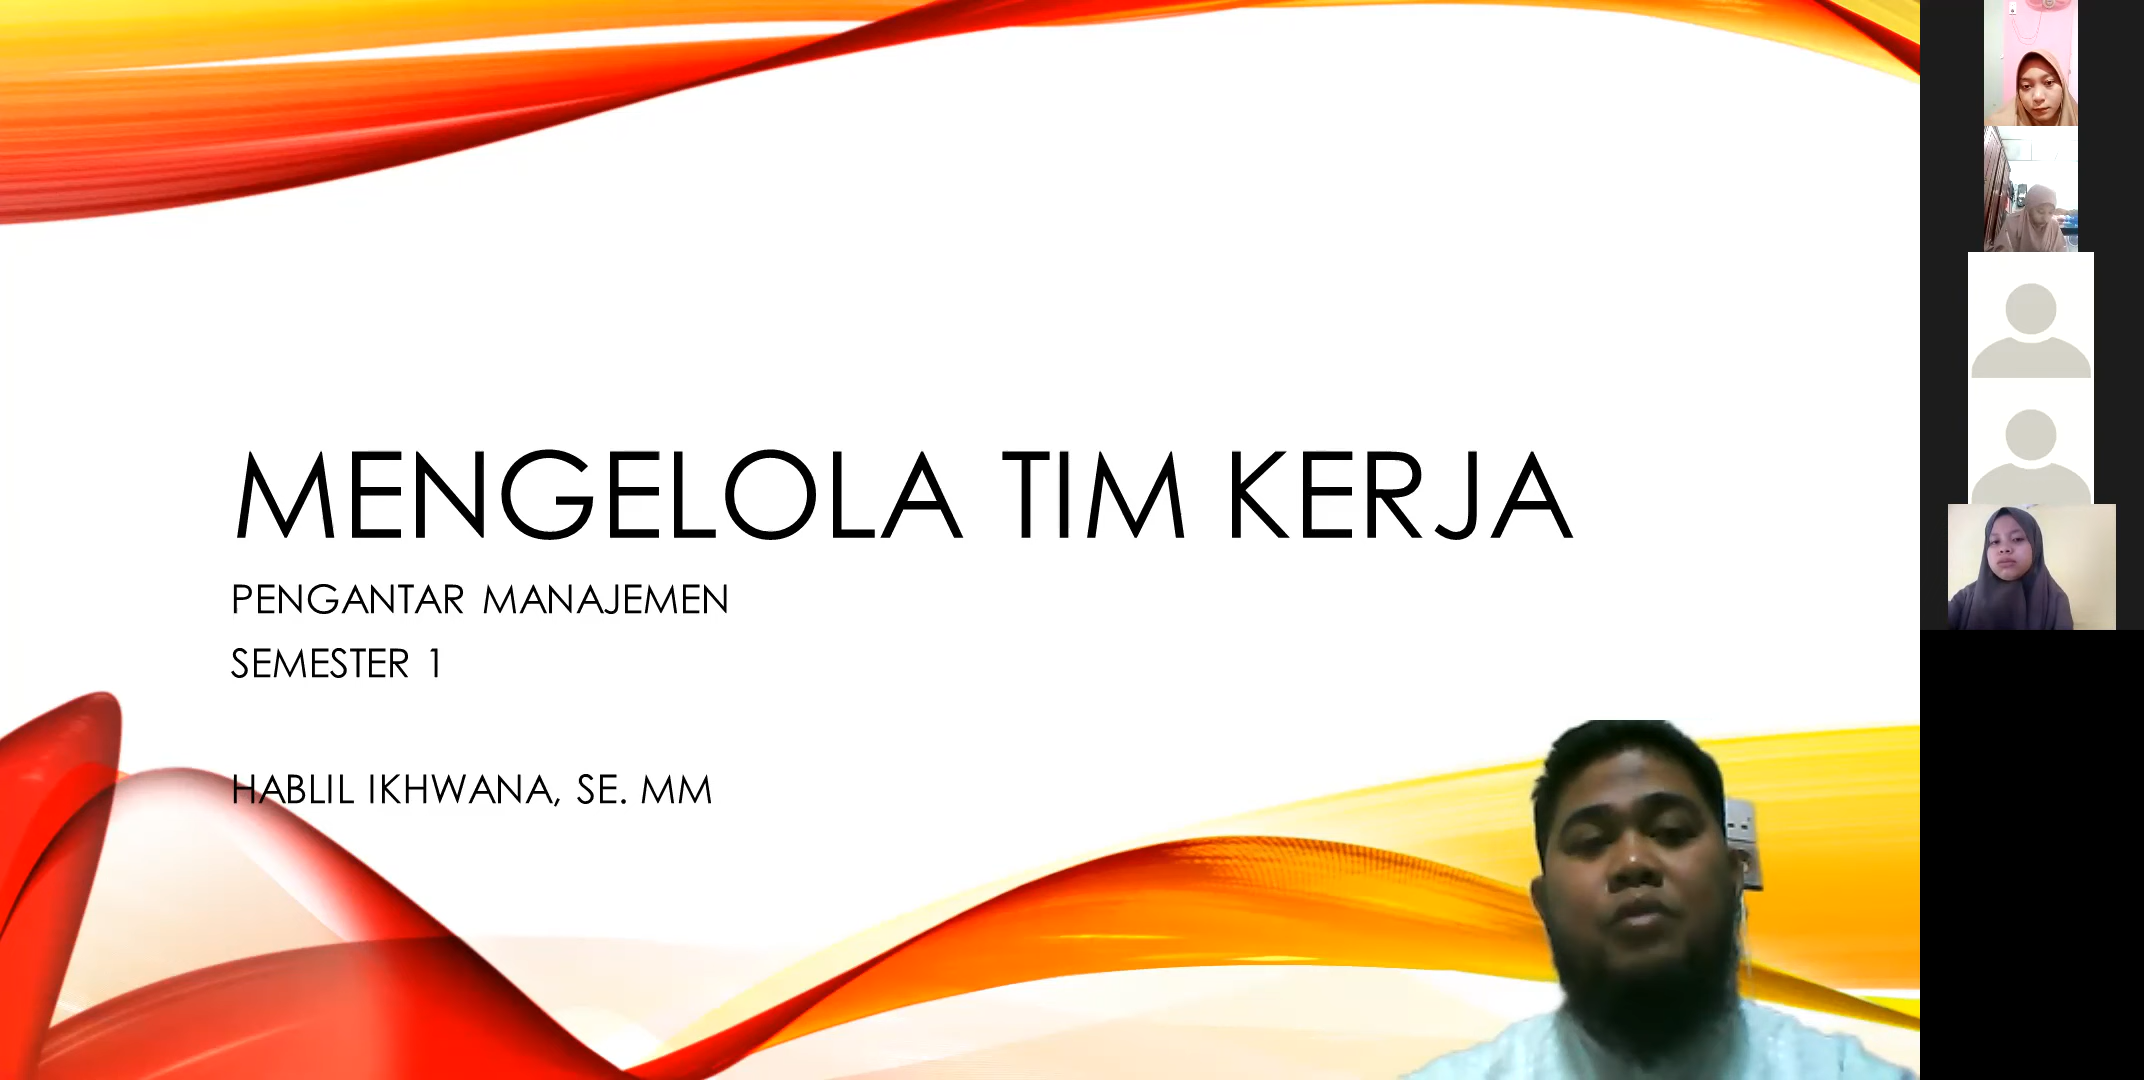 MENGELOLA TIM KERJA
PENGANTAR MANAJEMEN
SEMESTER 1
HABLIL IKHWANA, SE. MM